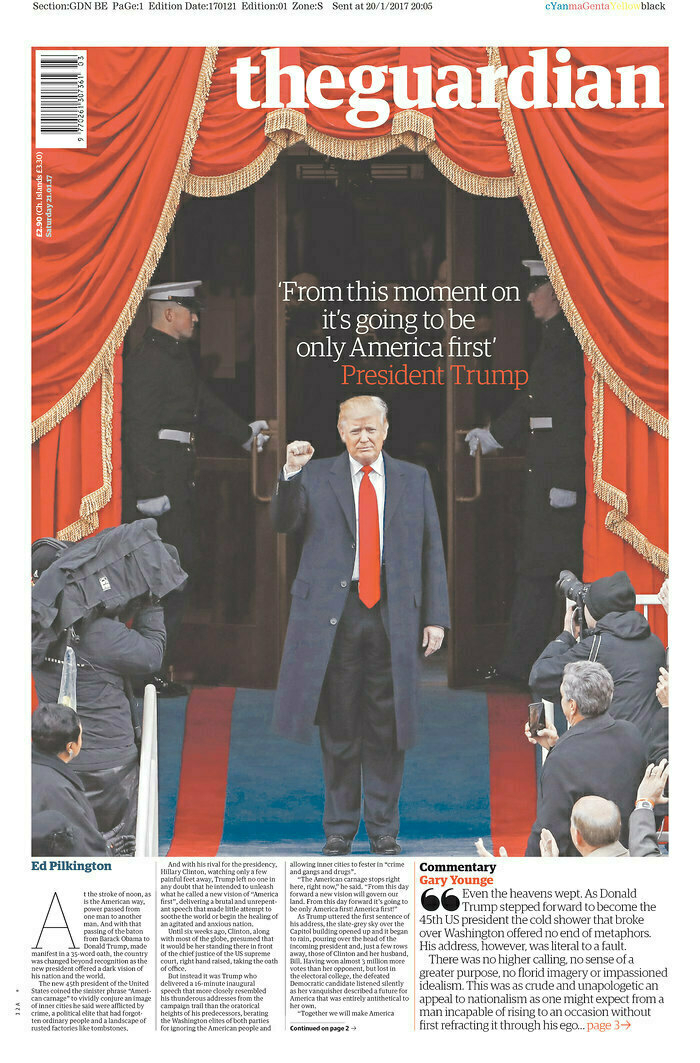 Section:GDN BE PaGe:1 Edition Date:170121 Edition:01 Zone:S Sent at 20/1/2017 20:05
cYanmaGentaYellowblack
theguardian
03
9 770261 307361
£2.90 (Ch. Islands £3.30)
Saturday 21.01.17
‘From this moment on
it’s going to be
only America first’
President Trump
Ed Pilkington
At the stroke of noon, as
is the American way,
power passed from
one man to another
man. And with that
passing of the baton
from Barack Obama to
Donald Trump, made
manifest in a 35-word oath, the country
was changed beyond recognition as the
new president offered a dark vision of
his nation and the world.
The new 45th president of the United
States coined the sinister phrase “Ameri-
can carnage” to vividly conjure an image
of inner cities he said were afflicted by
crime, a political elite that had forgot-
ten ordinary people and a landscape of
rusted factories like tombstones.
And with his rival for the presidency,
Hillary Clinton, watching only a few
painful feet away, Trump left no one in
any doubt that he intended to unleash
what he called a new vision of “America
first”, delivering a brutal and unrepent-
ant speech that made little attempt to
soothe the world or begin the healing of
an agitated and anxious nation.
Until six weeks ago, Clinton, along
with most of the globe, presumed that
it would be her standing there in front
of the chief justice of the US supreme
court, right hand raised, taking the oath
of office.
But instead it was Trump who
delivered a 16-minute inaugural
speech that more closely resembled
his thunderous addresses from the
campaign trail than the oratorical
heights of his predecessors, berating
the Washington elites of both parties
for ignoring the American people and
allowing inner cities to fester in “crime
and gangs and drugs”.
“The American carnage stops right
here, right now,” he said. “From this day
forward a new vision will govern our
land. From this day forward it’s going to
be only America first! America first!”
As Trump uttered the first sentence of
his address, the slate-grey sky over the
Capitol building opened up and it began
to rain, pouring over the head of the
incoming president and, just a few rows
away, those of Clinton and her husband,
Bill. Having won almost 3 million more
votes than her opponent, but lost in
the electoral college, the defeated
Democratic candidate listened silently
as her vanquisher described a future for
America that was entirely antithetical to
her own.
“Together we will make America
Continued on page 2 →
Commentary
Gary Younge
“Even the heavens wept. As Donald
Trump stepped forward to become the
45th US president the cold shower that broke
over Washington offered no end of metaphors.
His address, however, was literal to a fault.
There was no higher calling, no sense of a
greater purpose, no florid imagery or impassioned
idealism. This was as crude and unapologetic an
appeal to nationalism as one might expect from a
man incapable of rising to an occasion without
first refracting it through his ego... page 3→